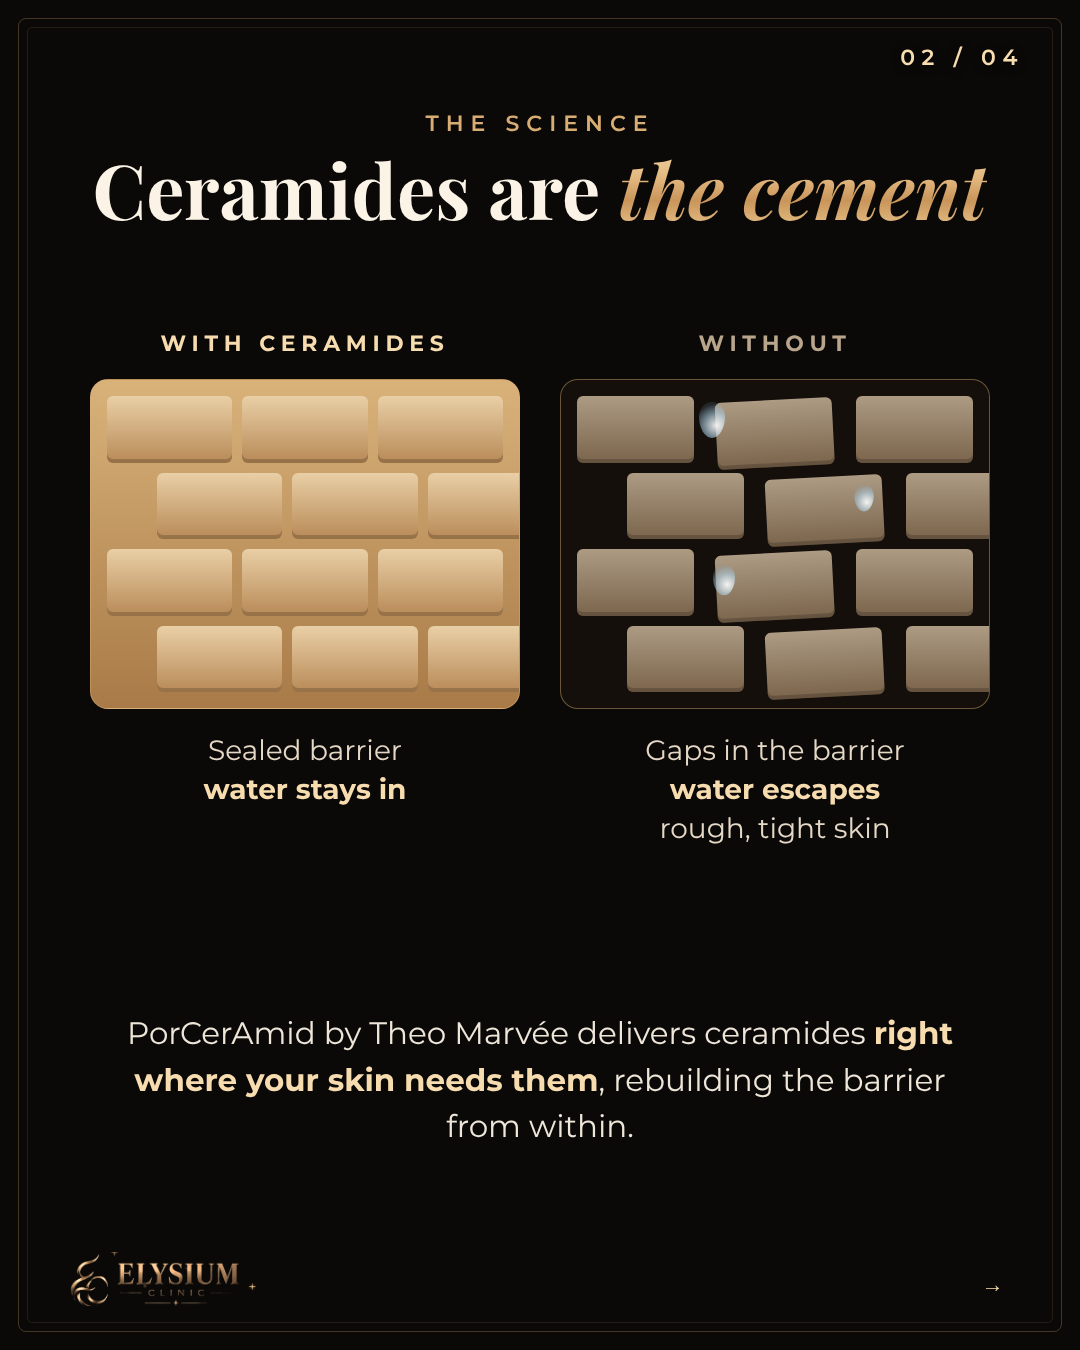 02 / 04
THE SCIENCE
Ceramides are the cement
WITH CERAMIDES
WITHOUT
Sealed barrier
water stays in
Gaps in the barrier
water escapes
rough, tight skin
PorCerAmid by Theo Marvée delivers ceramides right
where your skin needs them, rebuilding the barrier
from within.
ELYSIUM
CLINIC
→